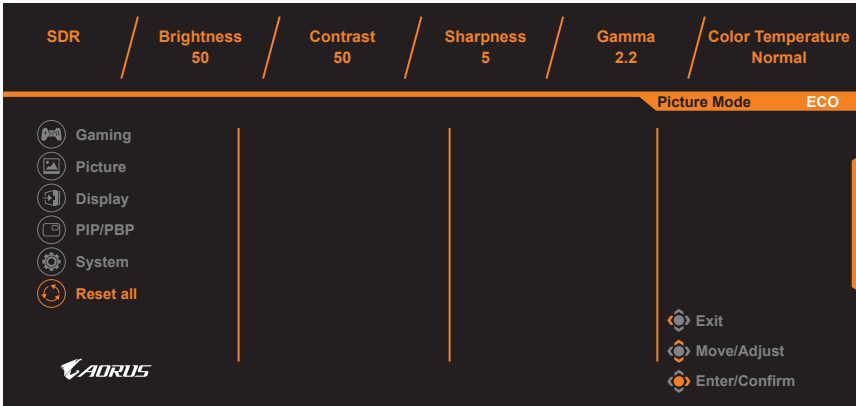 SDR Brightness Contrast Sharpness Gamma Color Temperature
50 50 5 2.2 Normal
Picture Mode ECO
Gaming
Picture
Display
PIP/PBP
System
Reset all
Exit
Move/Adjust
Enter/Confirm
AORUS